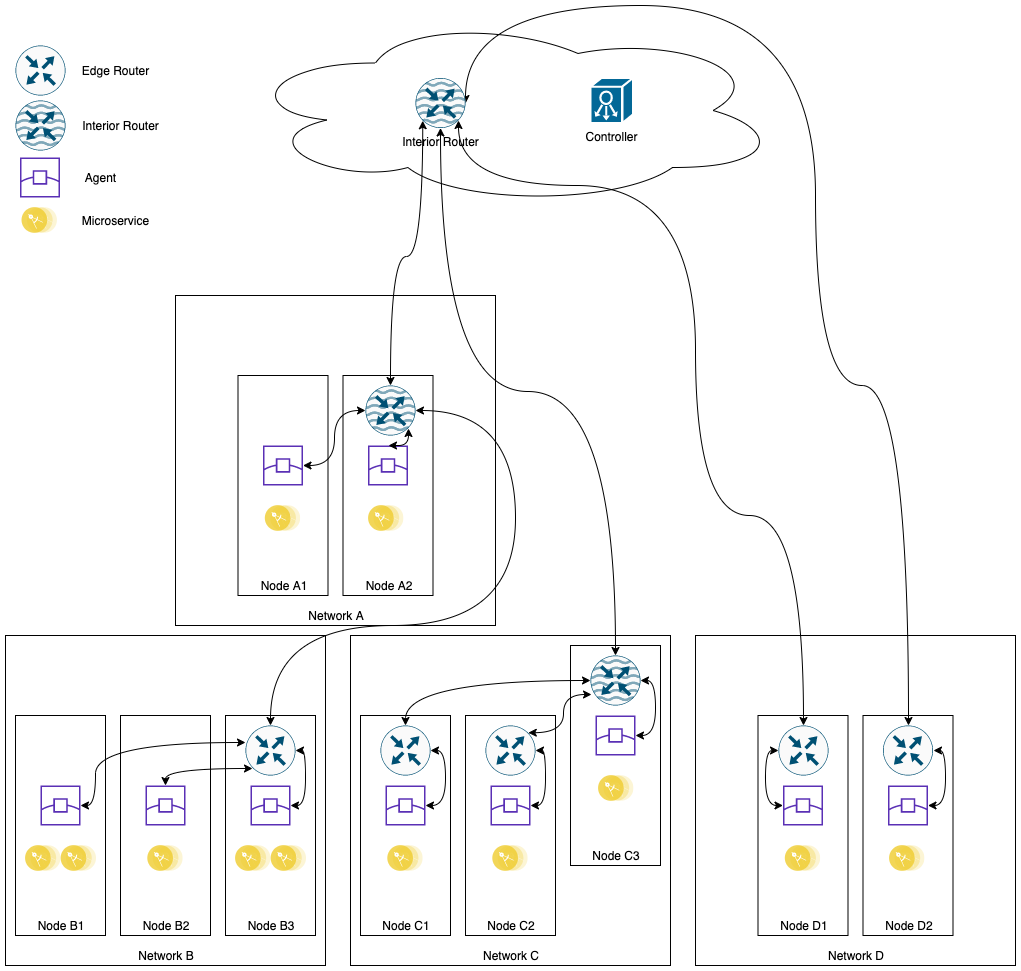 Edge Router
Interior Router
Agent
Microservice
Interior Router
Controller
Node A1
Node A2
Network A
Node B1
Node B2
Node B3
Network B
Node C1
Node C2
Node C3
Network C
Node D1
Node D2
Network D